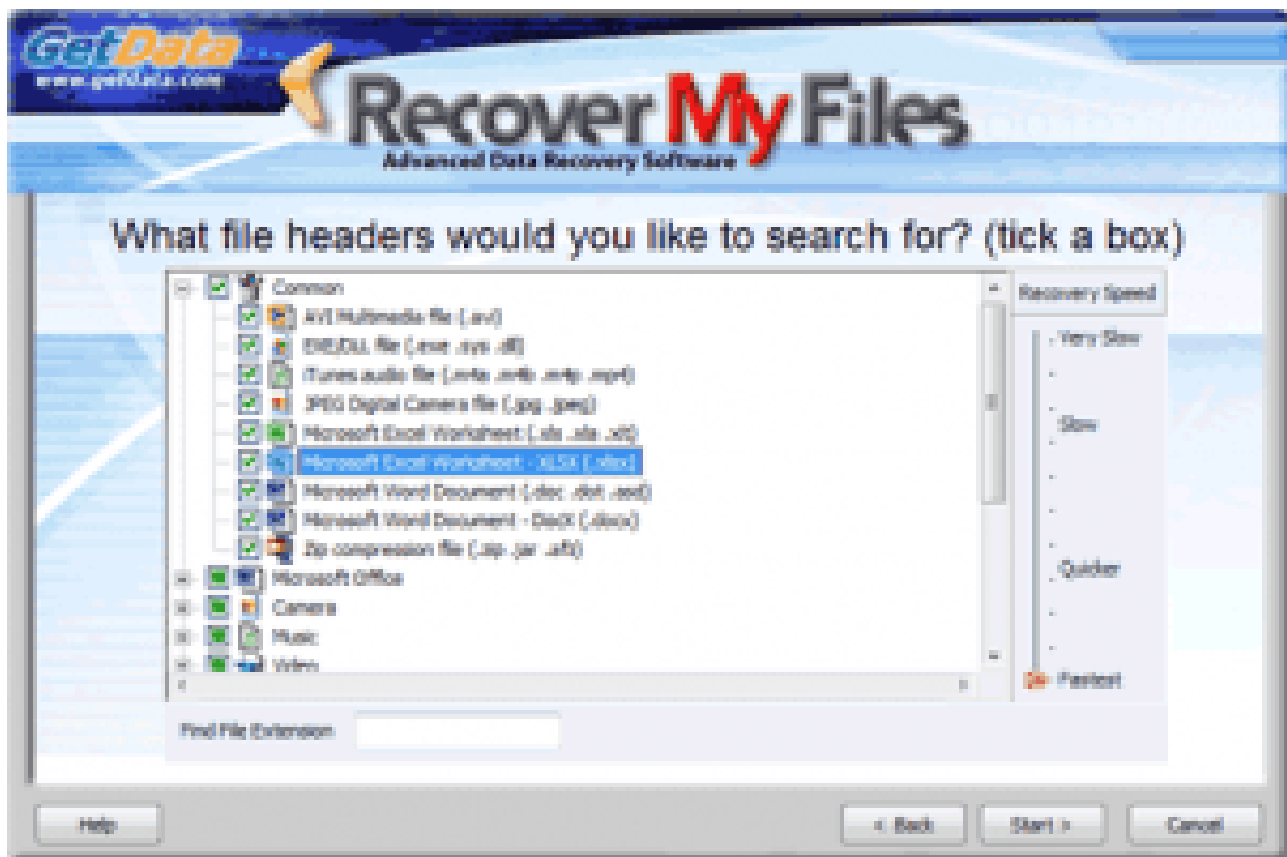 GetData
www.getdata.com
Recover My Files
Advanced Data Recovery Software
What file headers would you like to search for? (tick a box)
Common
AVI Multimedia file (.avi)
EXE/DLL file (.exe .sys .dll)
iTunes audio file (.m4a .m4b .m4p .mp4)
JPEG Digital Camera file (.jpg .jpeg)
Microsoft Excel Worksheet (.xls .xla .xlt)
Microsoft Excel Worksheet - XLSX (.xlsx)
Microsoft Word Document (.doc .dot .asd)
Microsoft Word Document - DocX (.docx)
Zip compression file (.zip .jar
Microsoft Office
Camera
Music
Video
Recovery Speed
Very Slow
Slow
Quicker
Fastest
Find File Extension
Help
< Back
Start >
Cancel